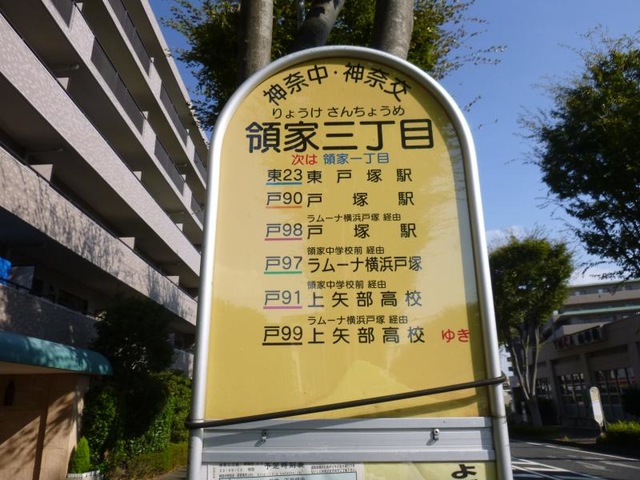 神奈中・神奈交
りょうけ さんちょうめ
領家三丁目
次は 領家一丁目
東23 東戸塚駅
戸90 戸塚駅
ラムーナ横浜戸塚 経由
戸98 戸塚駅
領家中学校前 経由
戸97 ラムーナ横浜戸塚
領家中学校前 経由
戸91 上矢部高校
ラムーナ横浜戸塚 経由
戸99 上矢部高校 ゆき
よ